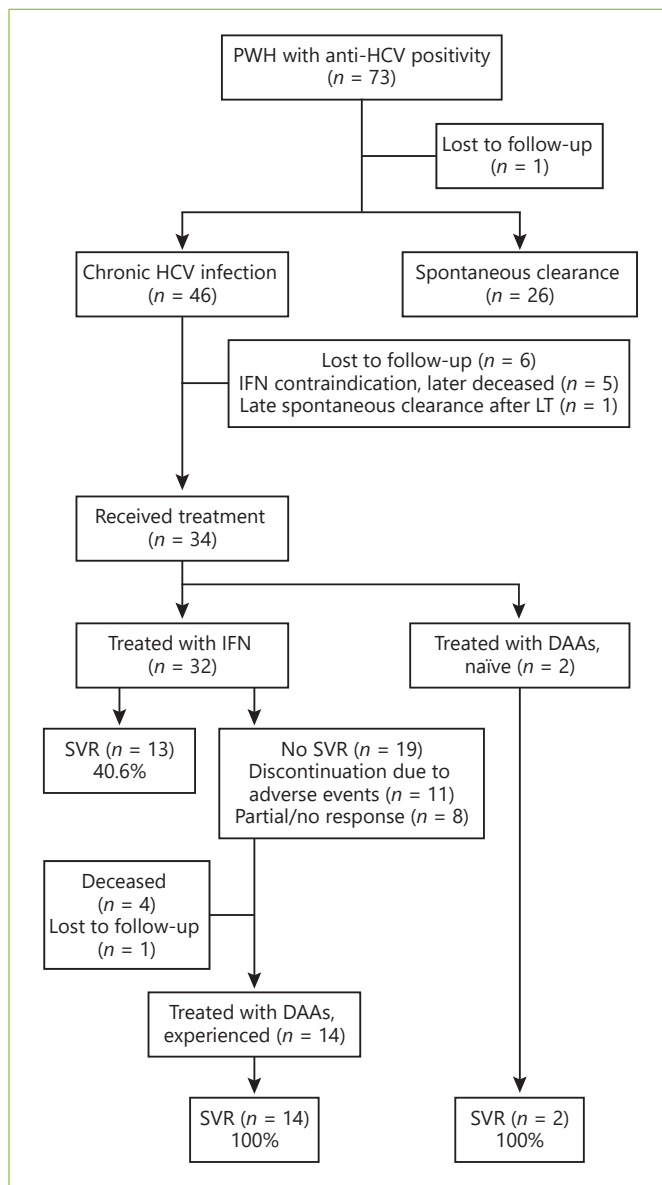 PWH with anti-HCV positivity
(n = 73)
Lost to follow-up
(n = 1)
Chronic HCV infection
(n = 46)
Spontaneous clearance
(n = 26)
Lost to follow-up (n = 6)
IFN contraindication, later deceased (n = 5)
Late spontaneous clearance after LT (n = 1)
Received treatment
(n = 34)
Treated with IFN
(n = 32)
Treated with DAAs,
naïve (n = 2)
SVR (n = 13)
40.6%
No SVR (n = 19)
Discontinuation due to
adverse events (n = 11)
Partial/no response (n = 8)
Deceased
(n = 4)
Lost to follow-up
(n = 1)
Treated with DAAs,
experienced (n = 14)
SVR (n = 14)
100%
SVR (n = 2)
100%